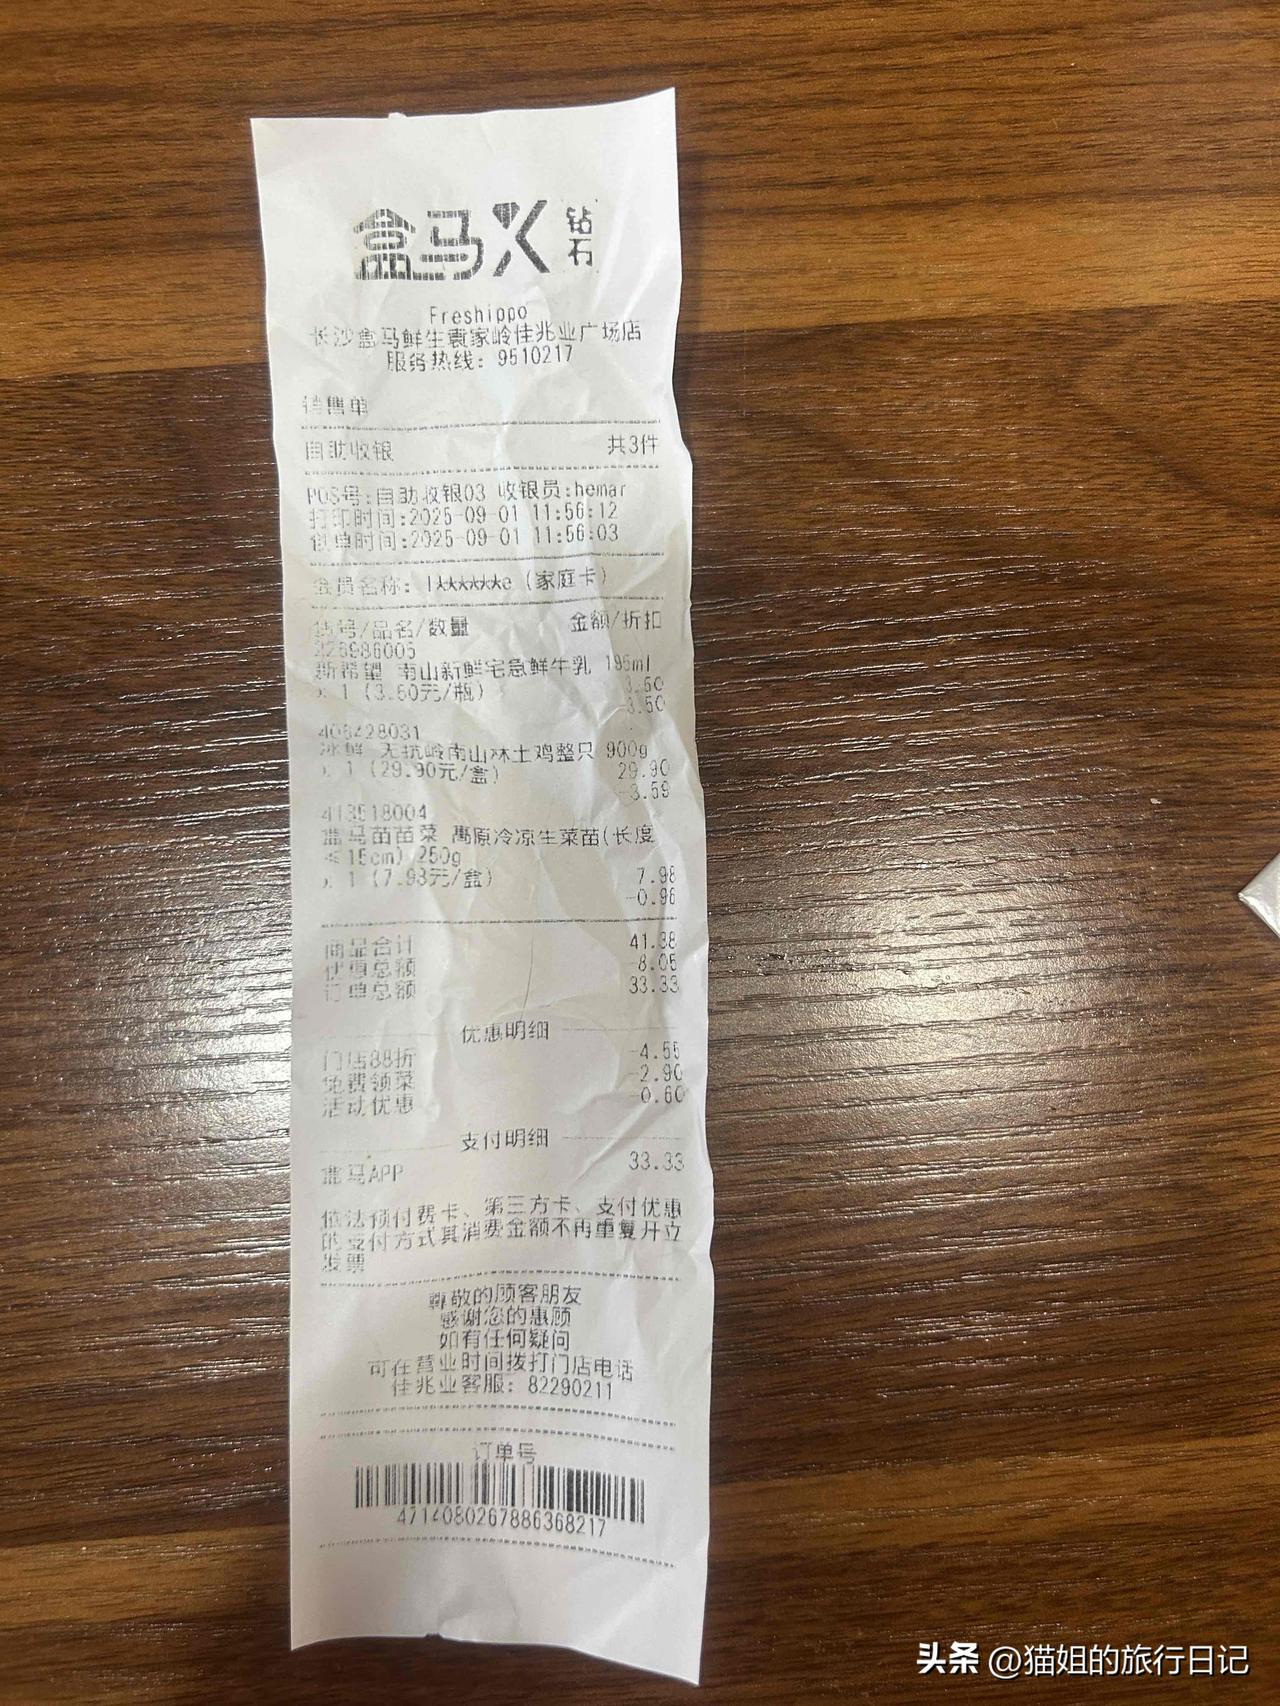 盒马X 钻石
Freshippo
长沙盒马鲜生袁家岭佳兆业广场店
服务热线: 9510217
销售单
自助收银 共3件
POS号:自助收银03 收银员:hemar
打印时间:2025-09-01 11:56:12
创单时间:2025-09-01 11:56:03
会员名称: l******e (家庭卡)
货号/品名/数量 金额/折扣
226986005
新希望 南山新鲜宅急鲜牛乳 195ml
x 1 (3.50元/瓶) 3.50
-3.50
406428031
冰鲜 无抗岭南山林土鸡整只 900g
x 1 (29.90元/盒) 29.90
-3.59
413518004
盒马苗苗菜 高原冷凉生菜苗(长度
≤15cm) 250g
x 1 (7.98元/盒) 7.98
-0.96
商品合计 41.38
优惠总额 -8.05
订单总额 33.33
优惠明细
门店88折 -4.55
免费领菜 -2.90
活动优惠 -0.60
支付明细
盒马APP 33.33
依法预付费卡、第三方卡、支付优惠
的支付方式其消费金额不再重复开立
发票
尊敬的顾客朋友
感谢您的惠顾
如有任何疑问
可在营业时间拨打门店电话
佳兆业客服: 82290211
订单号
4714080267886368217
头条 @猫姐的旅行日记